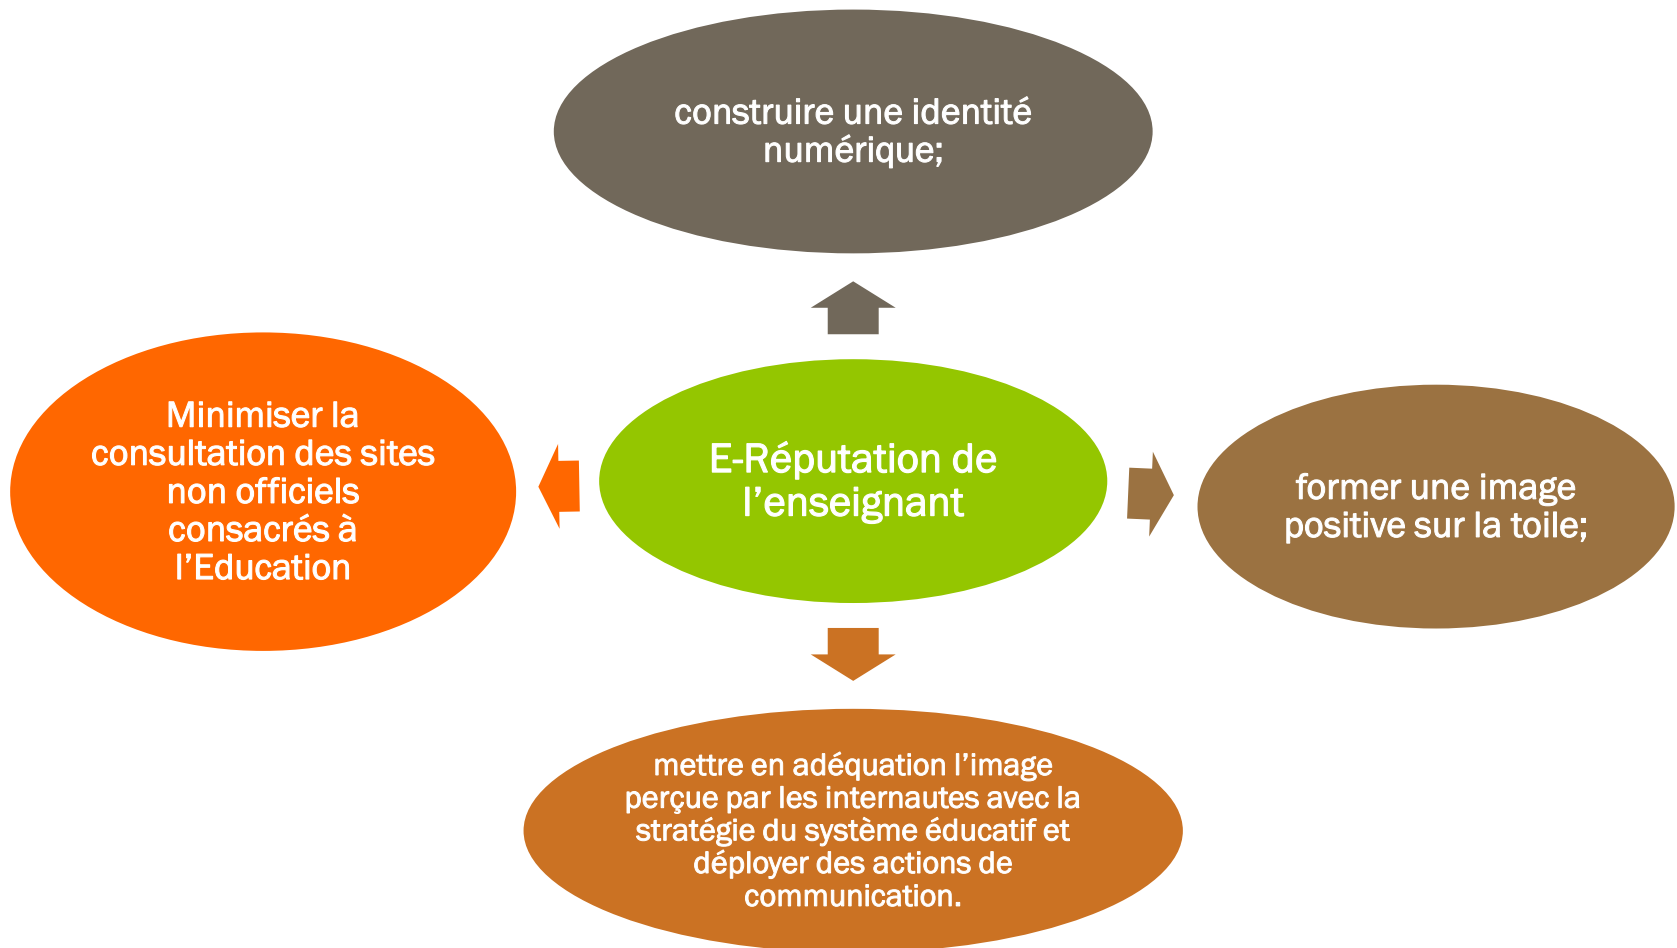 construire une identité
numérique;
Minimiser la
consultation des sites
non officiels
consacrés à
l’Education
E-Réputation de
l’enseignant
former une image
positive sur la toile;
mettre en adéquation l’image
perçue par les internautes avec la
stratégie du système éducatif et
déployer des actions de
communication.